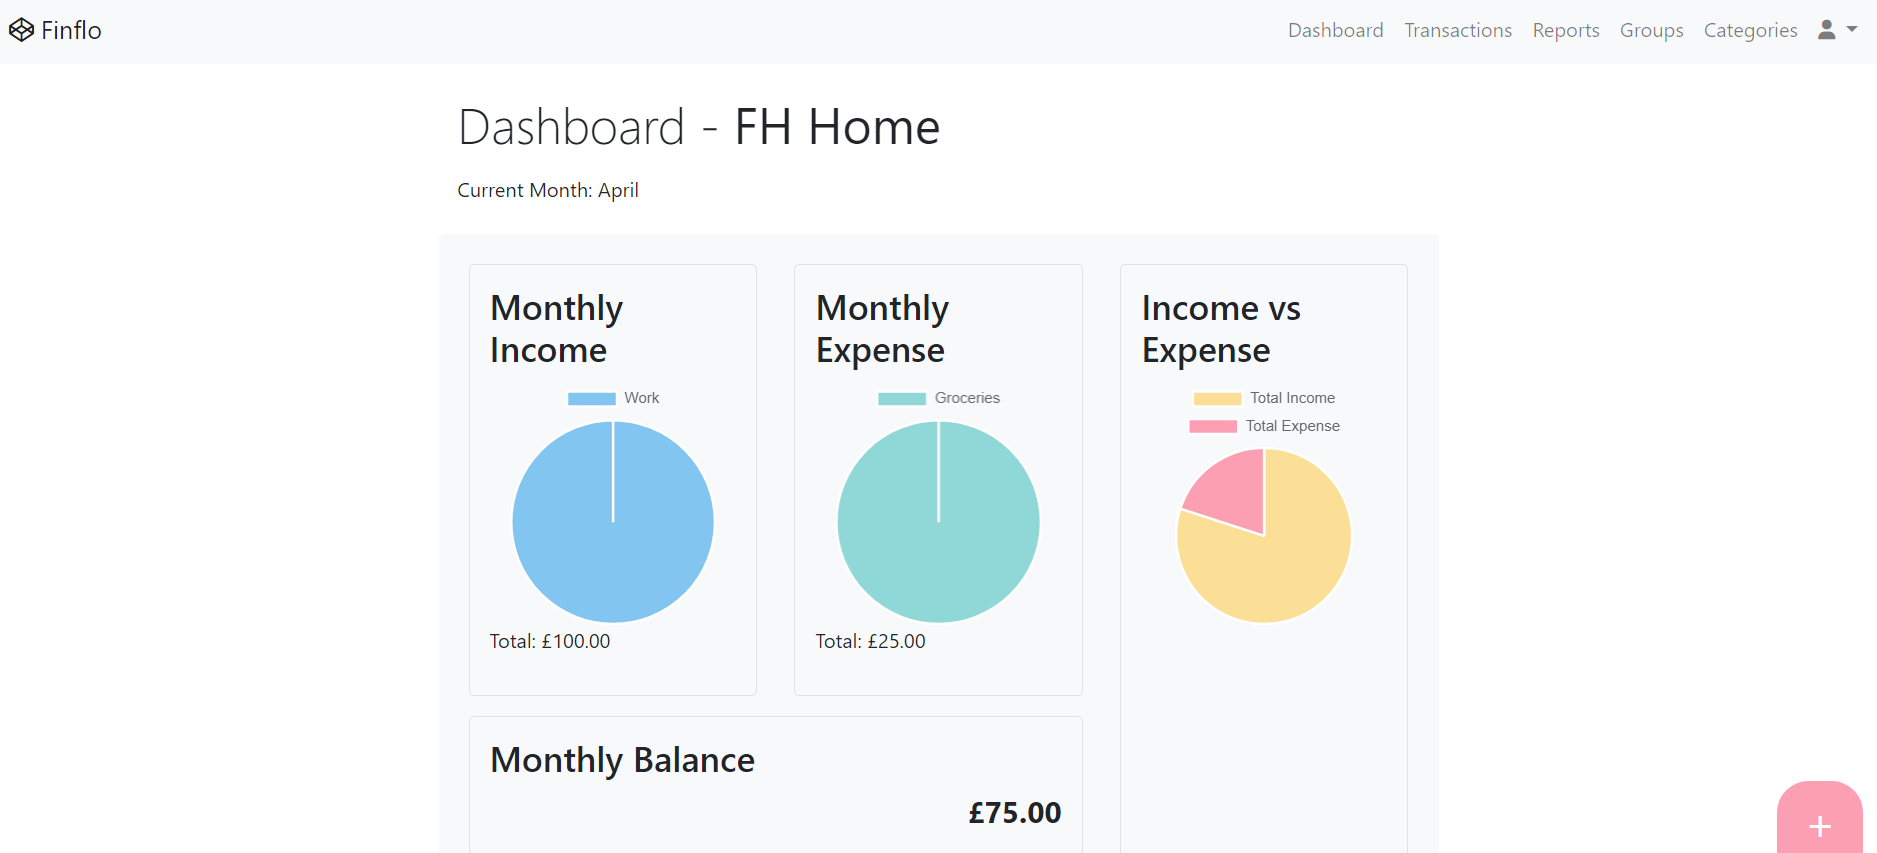 Finflo
Dashboard Transactions Reports Groups Categories
Dashboard - FH Home
Current Month: April
Monthly
Income
Work
Total: £100.00
Monthly
Expense
Groceries
Total: £25.00
Income vs
Expense
Total Income
Total Expense
Monthly Balance
£75.00
+